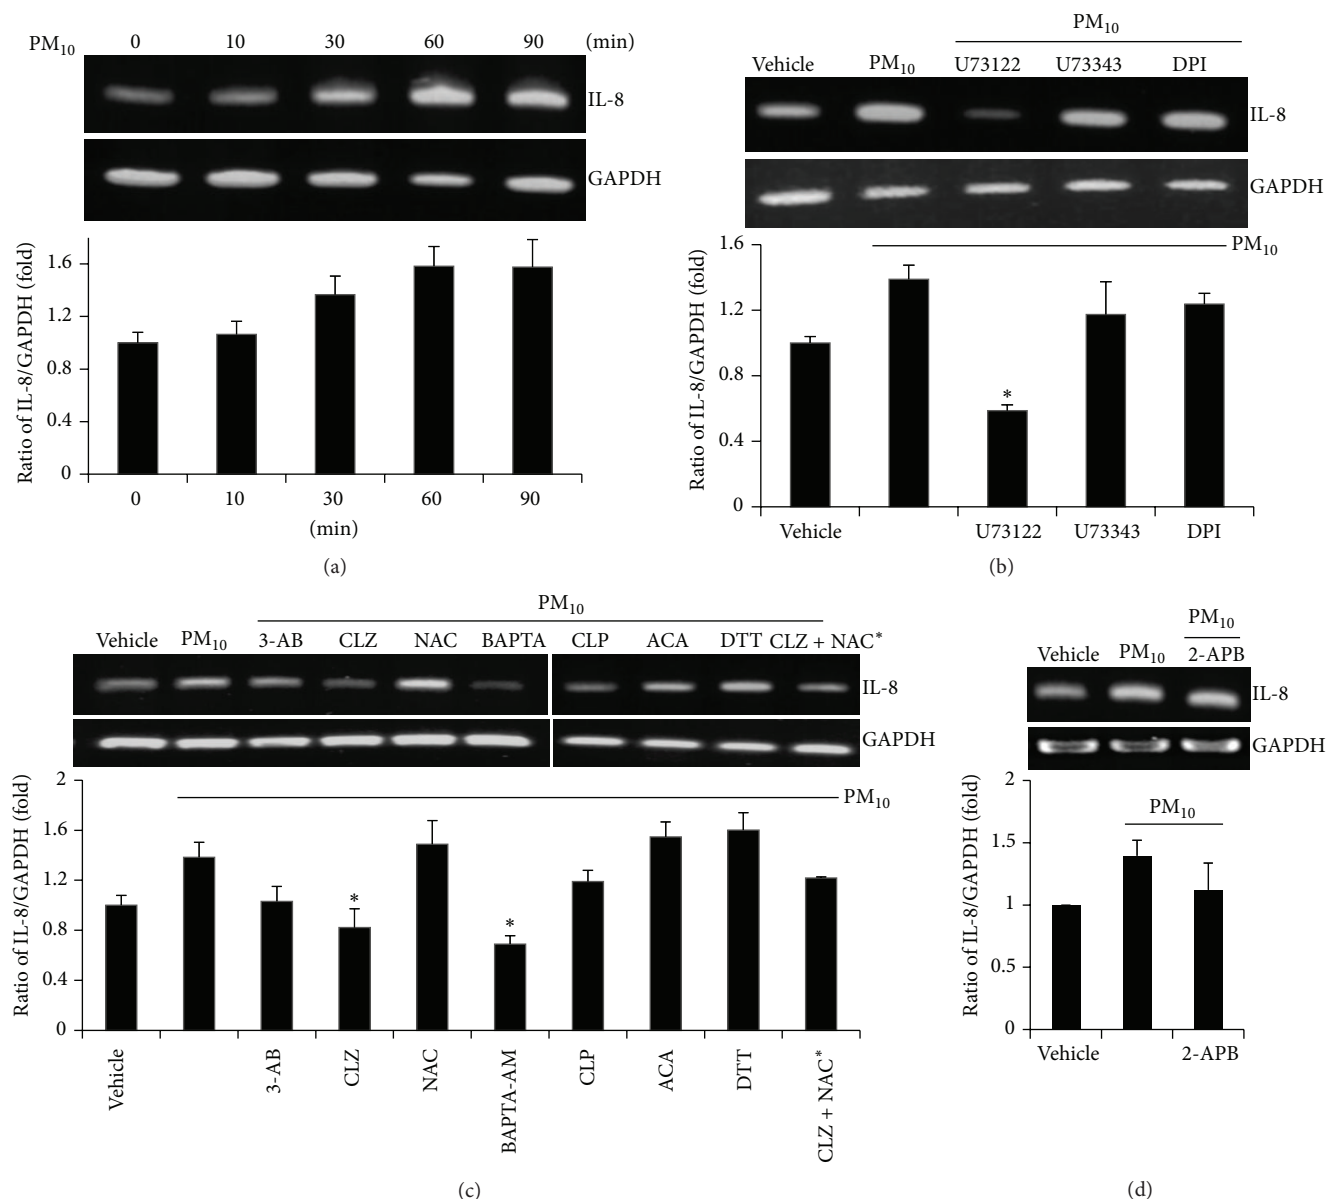 PM10 0 10 30 60 90 (min)
IL-8
GAPDH
Ratio of IL-8/GAPDH (fold)
1.6
1.2
0.8
0.4
0
0 10 30 60 90
(min)
(a)
PM10
Vehicle PM10 U73122 U73343 DPI
IL-8
GAPDH
PM10
Ratio of IL-8/GAPDH (fold)
1.6
1.2
0.8
0.4
0
*
Vehicle U73122 U73343 DPI
(b)
PM10
Vehicle PM10 3-AB CLZ NAC BAPTA CLP ACA DTT CLZ + NAC*
IL-8
GAPDH
PM10
Ratio of IL-8/GAPDH (fold)
2
1.6
1.2
0.8
0.4
0
*
*
Vehicle
3-AB
CLZ
NAC
BAPTA-AM
CLP
ACA
DTT
CLZ + NAC*
(c)
PM10
Vehicle PM10 2-APB
IL-8
GAPDH
PM10
Ratio of IL-8/GAPDH (fold)
2
1.5
1
0.5
0
Vehicle 2-APB
(d)